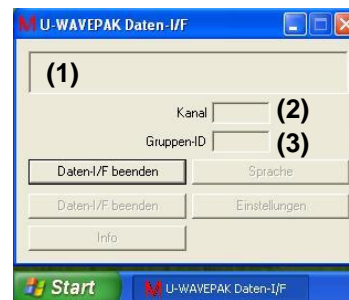 U-WAVEPAK Daten-I/F
(1)
Kanal (2)
Gruppen-ID (3)
Daten-I/F beenden Sprache
Daten-I/F beenden Einstellungen
Info
Start U-WAVEPAK Daten-I/F